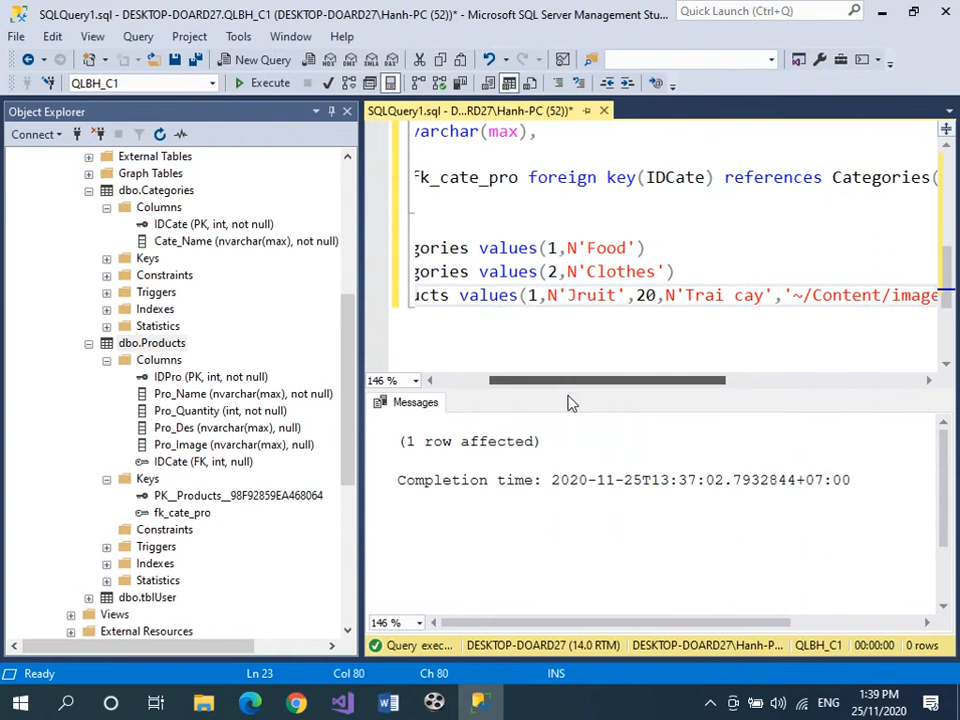 SQLQuery1.sql - DESKTOP-DOARD27.QLBH_C1 (DESKTOP-DOARD27\Hanh-PC (52))* - Microsoft SQL Server Management Stu...
Quick Launch (Ctrl+Q)
File Edit View Query Project Tools Window Help
New Query
MDX DMX XMLA DAX
QLBH_C1
Execute
Object Explorer
Connect
External Tables
Graph Tables
dbo.Categories
Columns
IDCate (PK, int, not null)
Cate_Name (nvarchar(max), not null)
Keys
Constraints
Triggers
Indexes
Statistics
dbo.Products
Columns
IDPro (PK, int, not null)
Pro_Name (nvarchar(max), not null)
Pro_Quantity (int, not null)
Pro_Des (nvarchar(max), not null)
Pro_Image (nvarchar(max), not null)
IDCate (FK, int, null)
Keys
PK__Products__98F92859EA468064
fk_cate_pro
Constraints
Triggers
Indexes
Statistics
dbo.tblUser
Views
External Resources
SQLQuery1.sql - D...RD27\Hanh-PC (52))*
varchar(max),
fk_cate_pro foreign key(IDCate) references Categories(
gories values(1,N'Food')
gories values(2,N'Clothes')
ucts values(1,N'Jruit',20,N'Trai cay','~/Content/image
146 %
Messages
(1 row affected)
Completion time: 2020-11-25T13:37:02.7932844+07:00
146 %
Query exec... DESKTOP-DOARD27 (14.0 RTM) DESKTOP-DOARD27\Hanh-P... QLBH_C1 00:00:00 0 rows
Ready Ln 23 Col 80 Ch 80 INS
ENG
1:39 PM
25/11/2020